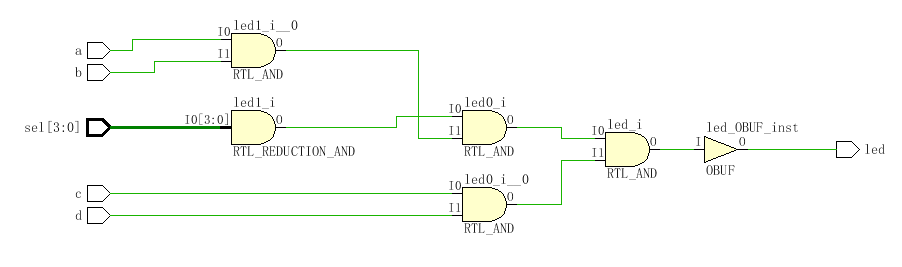 led1_i__0
I0
O
a
I1
b
RTL_AND
led1_i
led0_i
sel[3:0]
I0[3:0]
O
I0
O
I1
RTL_REDUCTION_AND
RTL_AND
led_i
I0
O
I1
RTL_AND
led_OBUF_inst
I
O
OBUF
led
led0_i__0
c
I0
O
d
I1
RTL_AND